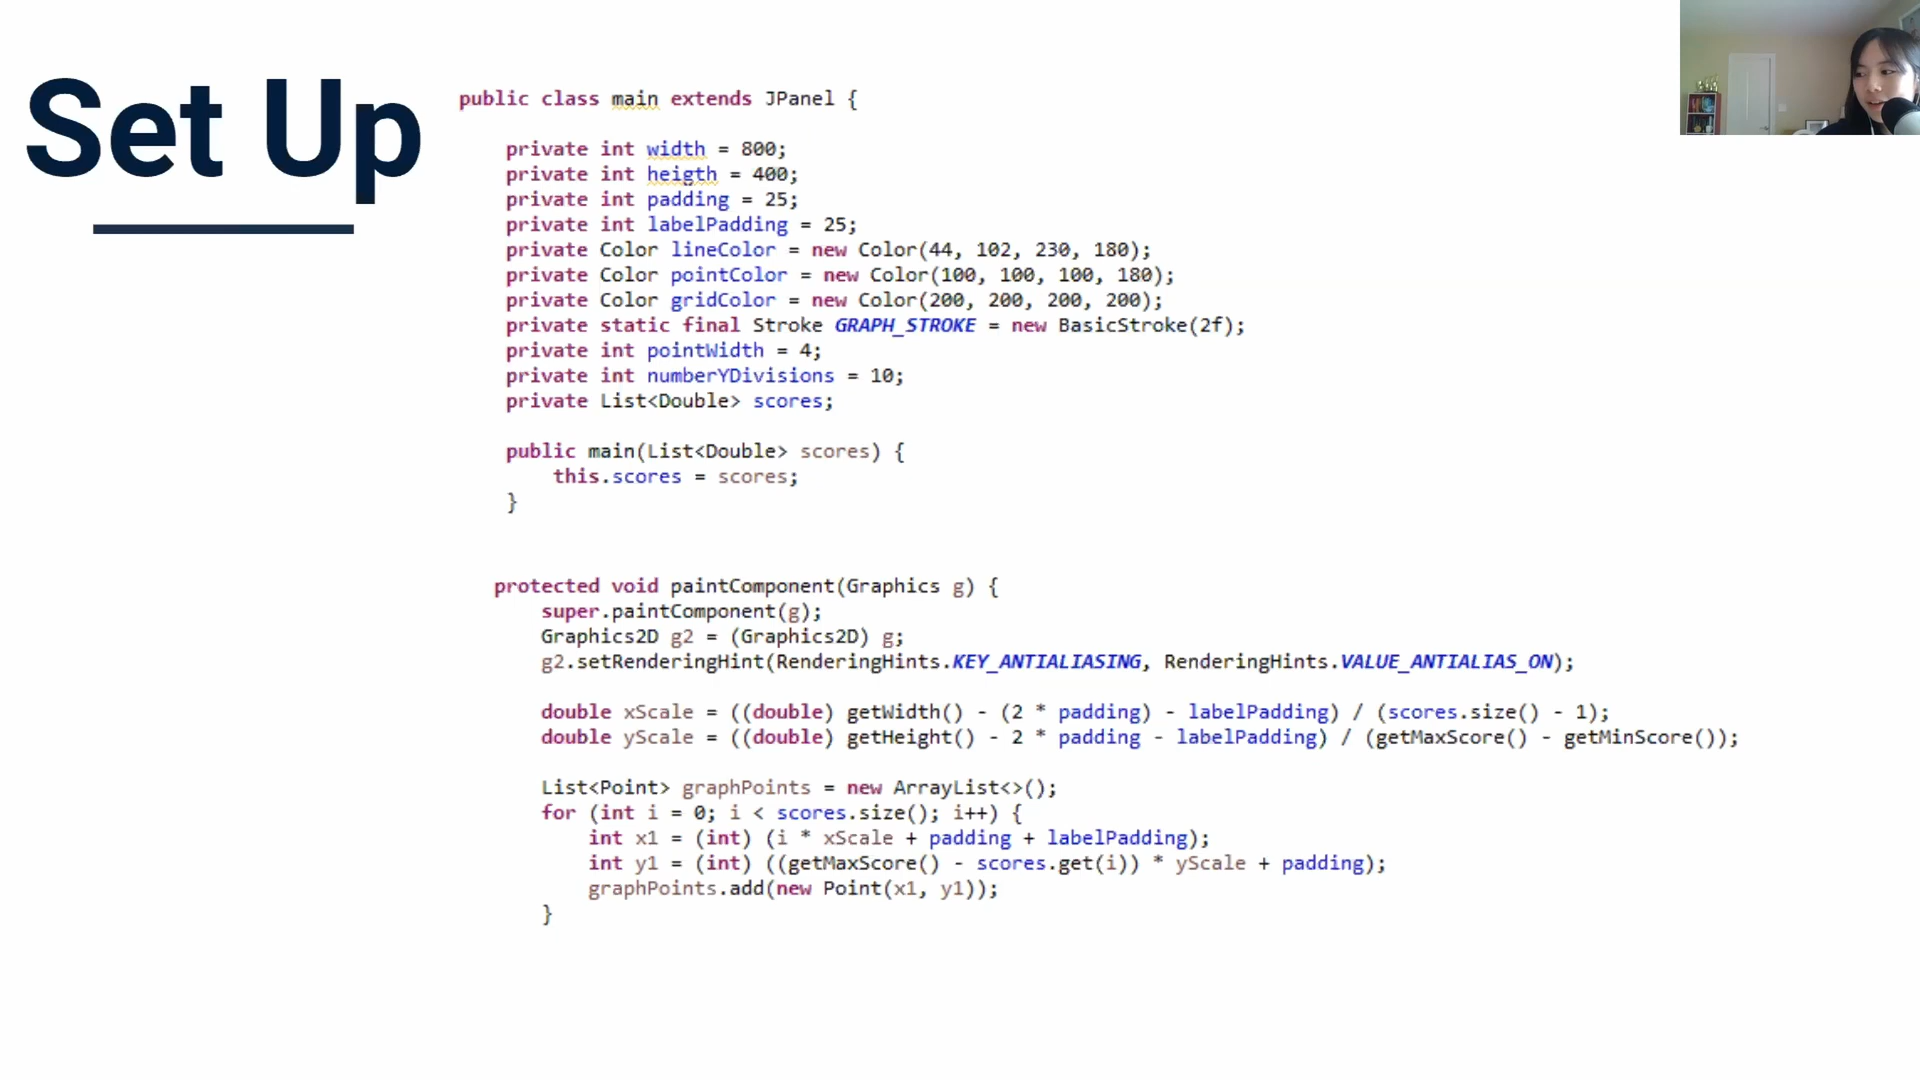 Set Up
public class main extends JPanel {
private int width = 800;
private int heigth = 400;
private int padding = 25;
private int labelPadding = 25;
private Color lineColor = new Color(44, 102, 230, 180);
private Color pointColor = new Color(100, 100, 100, 180);
private Color gridColor = new Color(200, 200, 200, 200);
private static final Stroke GRAPH_STROKE = new BasicStroke(2f);
private int pointWidth = 4;
private int numberYDivisions = 10;
private List<Double> scores;
public main(List<Double> scores) {
this.scores = scores;
}
protected void paintComponent(Graphics g) {
super.paintComponent(g);
Graphics2D g2 = (Graphics2D) g;
g2.setRenderingHint(RenderingHints.KEY_ANTIALIASING, RenderingHints.VALUE_ANTIALIAS_ON);
double xScale = ((double) getWidth() - (2 * padding) - labelPadding) / (scores.size() - 1);
double yScale = ((double) getHeight() - 2 * padding - labelPadding) / (getMaxScore() - getMinScore());
List<Point> graphPoints = new ArrayList<>();
for (int i = 0; i < scores.size(); i++) {
int x1 = (int) (i * xScale + padding + labelPadding);
int y1 = (int) ((getMaxScore() - scores.get(i)) * yScale + padding);
graphPoints.add(new Point(x1, y1));
}